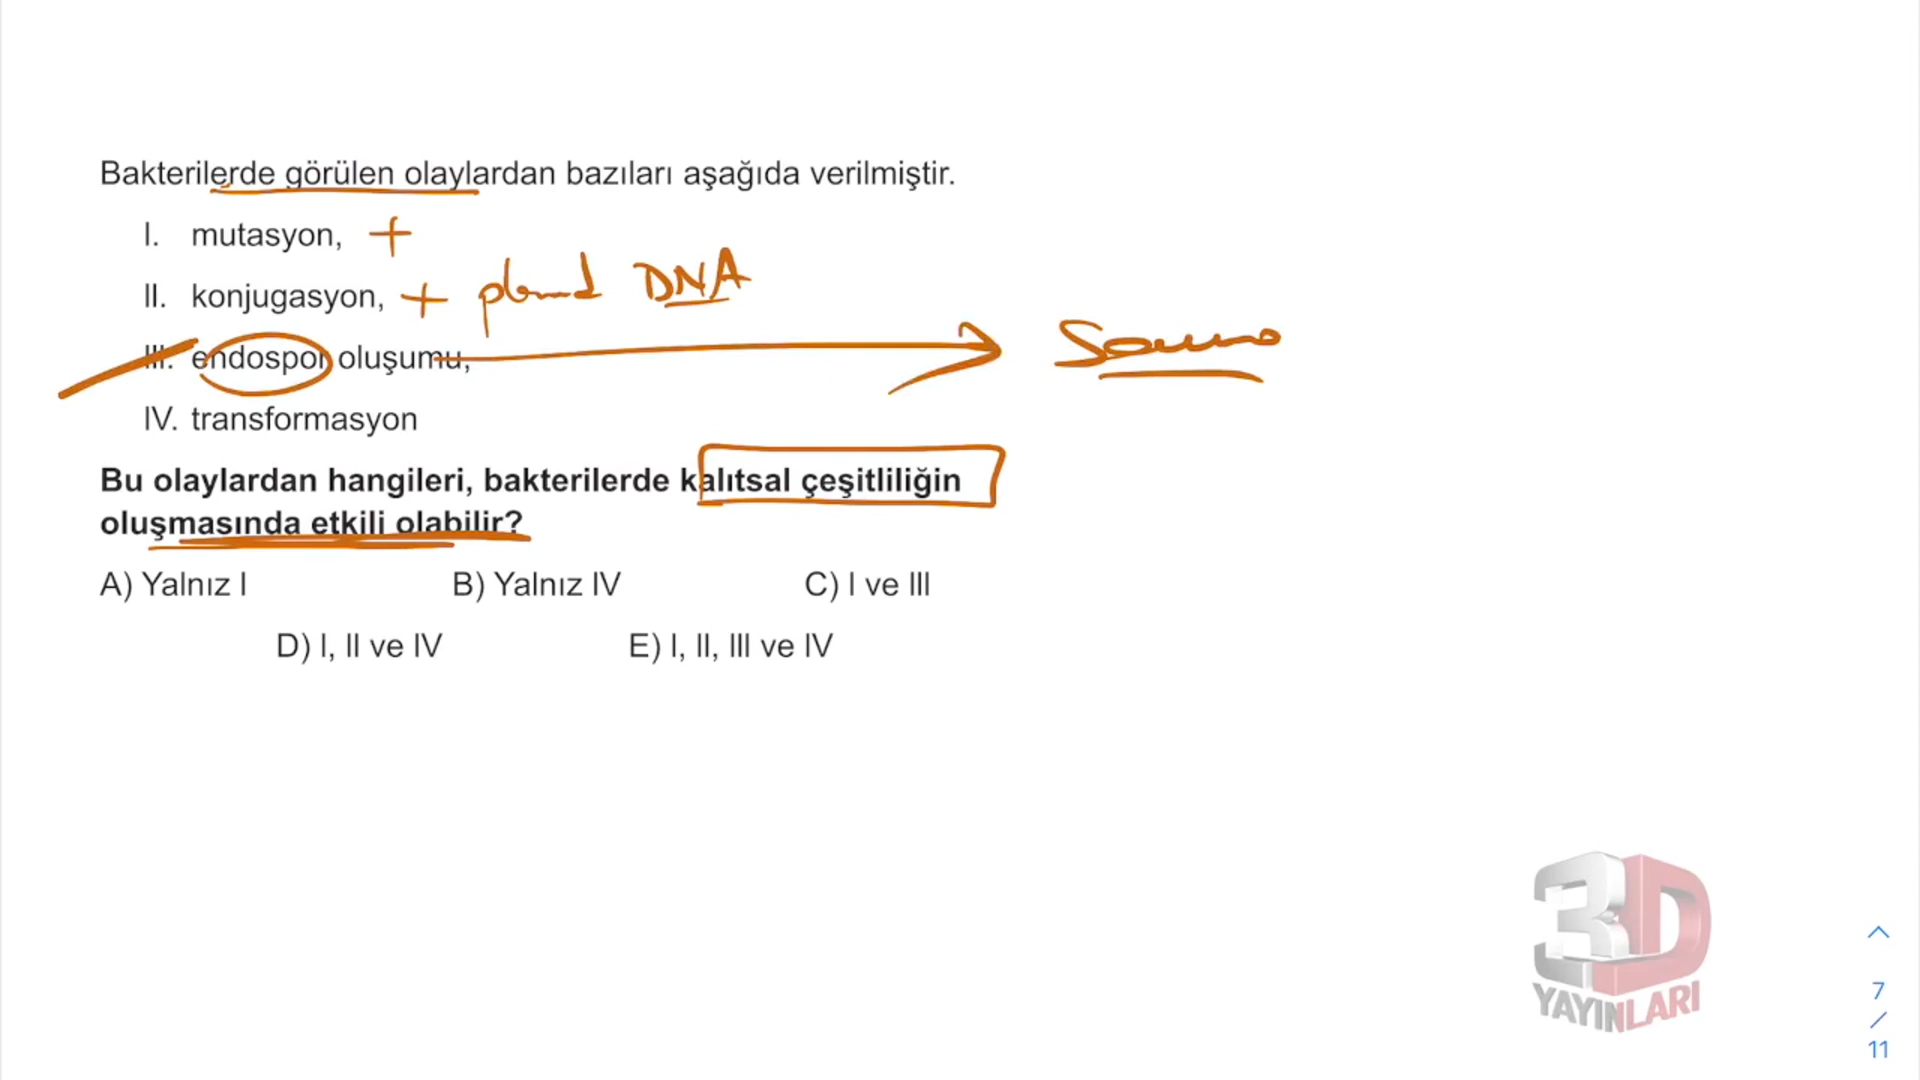 Bakterilerde görülen olaylardan bazıları aşağıda verilmiştir.
I. mutasyon, +
II. konjugasyon, + plazmid DNA
III. endospor oluşumu,
IV. transformasyon
Bu olaylardan hangileri, bakterilerde kalıtsal çeşitliliğin
oluşmasında etkili olabilir?
A) Yalnız I B) Yalnız IV C) I ve III
D) I, II ve IV E) I, II, III ve IV
3D
YAYINLARI
7
/
11